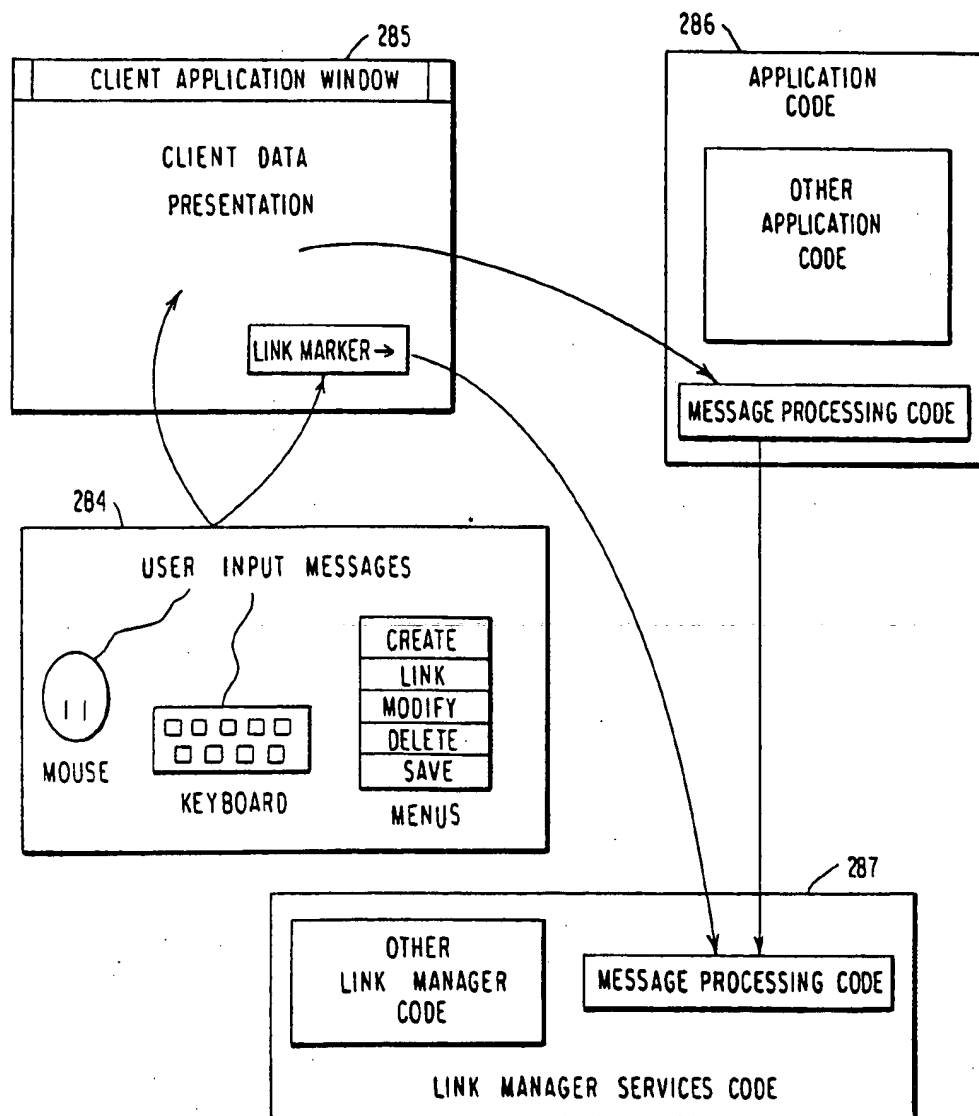 285
CLIENT APPLICATION WINDOW
CLIENT DATA
PRESENTATION
LINK MARKER→
286
APPLICATION
CODE
OTHER
APPLICATION
CODE
MESSAGE PROCESSING CODE
284
USER INPUT MESSAGES
MOUSE
KEYBOARD
CREATE
LINK
MODIFY
DELETE
SAVE
MENUS
287
OTHER
LINK MANAGER
CODE
MESSAGE PROCESSING CODE
LINK MANAGER SERVICES CODE